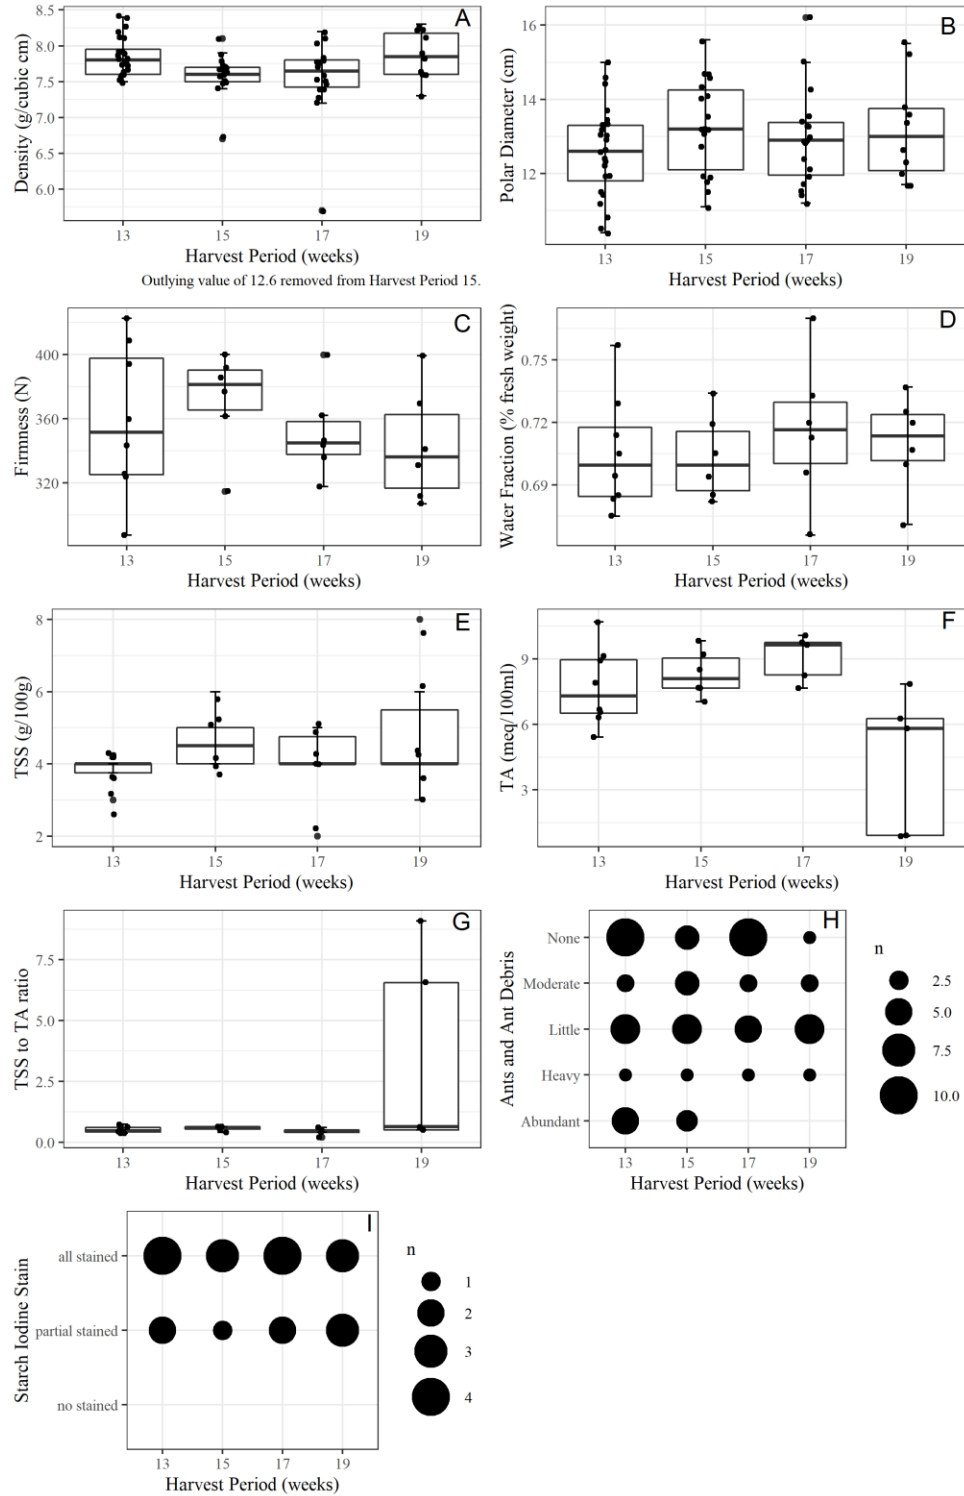 A
Density (g/cubic cm)
8.5
8.0
7.5
7.0
6.5
6.0
13 15 17 19
Harvest Period (weeks)
Outlying value of 12.6 removed from Harvest Period 15.
B
Polar Diameter (cm)
16
14
12
13 15 17 19
Harvest Period (weeks)
C
Firmness (N)
400
360
320
13 15 17 19
Harvest Period (weeks)
D
Water Fraction (% fresh weight)
0.75
0.72
0.69
13 15 17 19
Harvest Period (weeks)
E
TSS (g/100g)
8
6
4
2
13 15 17 19
Harvest Period (weeks)
F
TA (meq/100ml)
9
6
3
13 15 17 19
Harvest Period (weeks)
G
TSS to TA ratio
7.5
5.0
2.5
0.0
13 15 17 19
Harvest Period (weeks)
H
Ants and Ant Debris
None
Moderate
Little
Heavy
Abundant
13 15 17 19
Harvest Period (weeks)
n
2.5
5.0
7.5
10.0
I
Starch Iodine Stain
all stained
partial stained
no stained
13 15 17 19
Harvest Period (weeks)
n
1
2
3
4